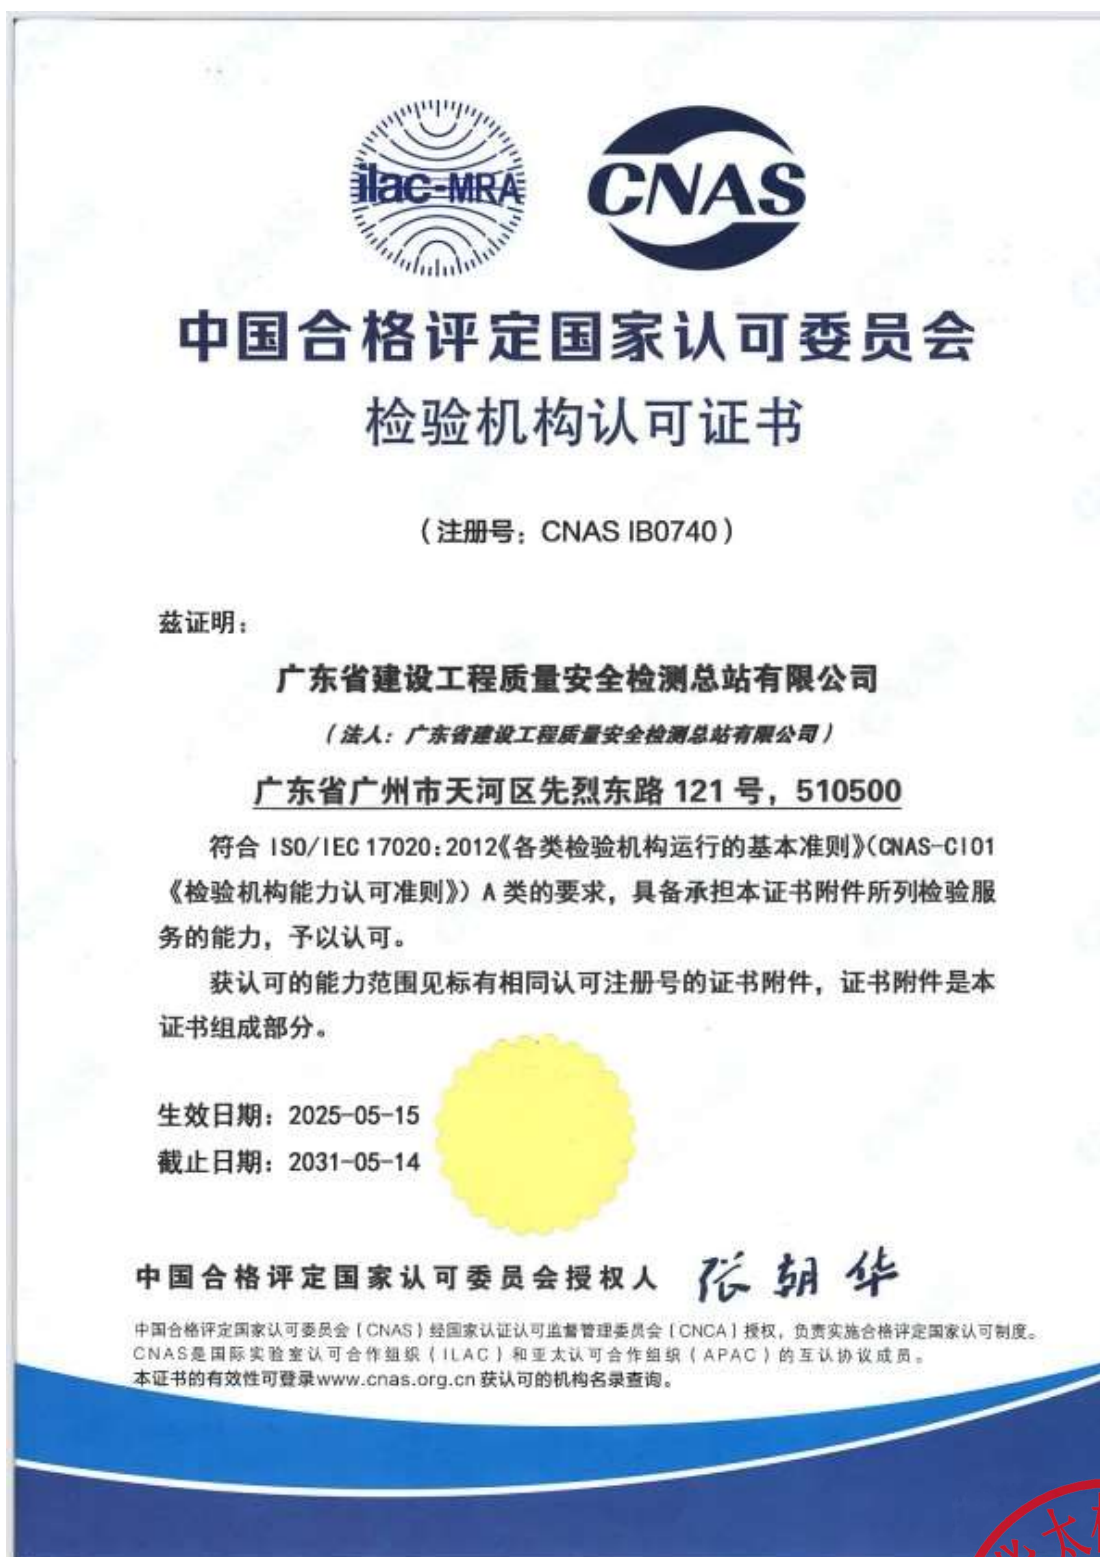 ilac-MRA
CNAS
中国合格评定国家认可委员会
检验机构认可证书
（注册号：CNAS IB0740）
兹证明：
广东省建设工程质量安全检测总站有限公司
（法人：广东省建设工程质量安全检测总站有限公司）
广东省广州市天河区先烈东路 121 号，510500
符合 ISO/IEC 17020:2012《各类检验机构运行的基本准则》（CNAS-CI01
《检验机构能力认可准则》）A 类的要求，具备承担本证书附件所列检验服
务的能力，予以认可。
获认可的能力范围见标有相同认可注册号的证书附件，证书附件是本
证书组成部分。
生效日期：2025-05-15
截止日期：2031-05-14
中国合格评定国家认可委员会授权人 张朝华
中国合格评定国家认可委员会（CNAS）经国家认证认可监督管理委员会（CNCA）授权，负责实施合格评定国家认可制度。
CNAS是国际实验室认可合作组织（ILAC）和亚太认可合作组织（APAC）的互认协议成员。
本证书的有效性可登录www.cnas.org.cn 获认可的机构名录查询。